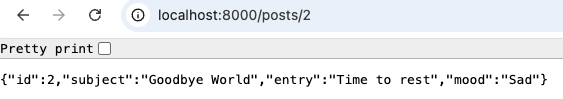 localhost:8000/posts/2
Pretty print
{"id":2,"subject":"Goodbye World","entry":"Time to rest","mood":"Sad"}